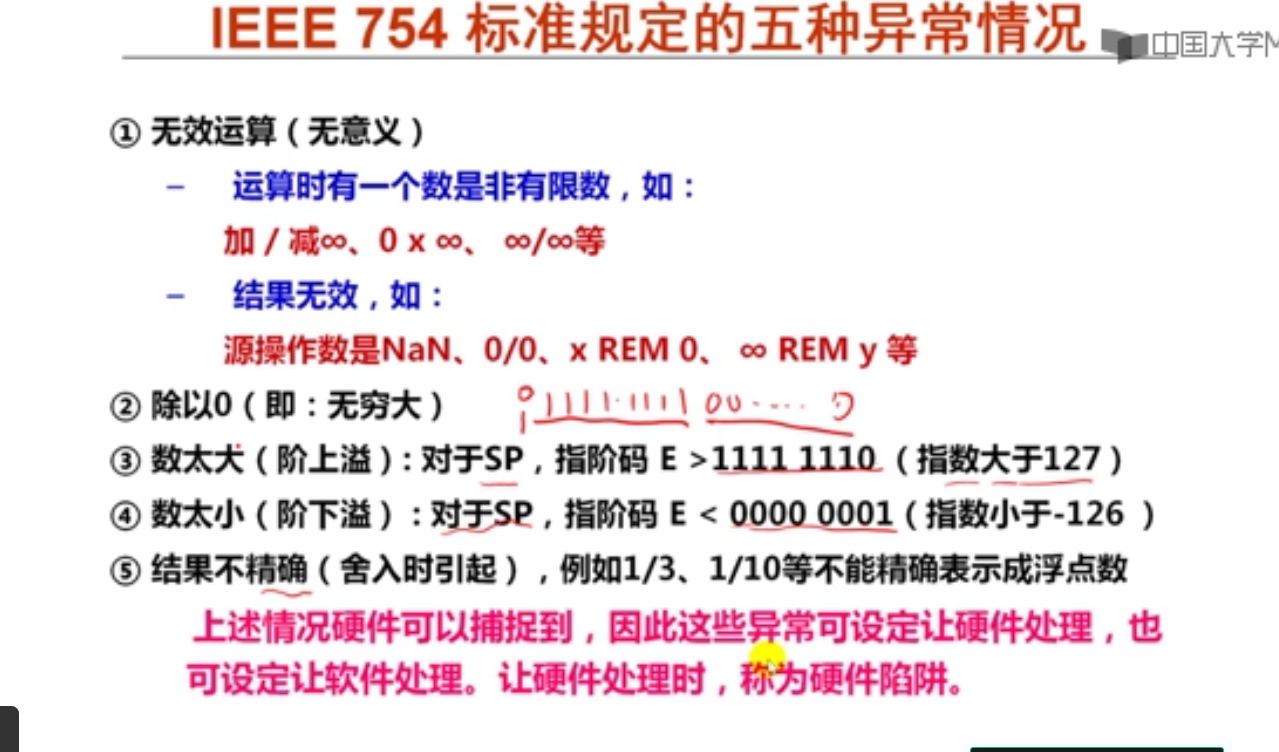 IEEE 754 标准规定的五种异常情况
中国大学M
① 无效运算（无意义）
– 运算时有一个数是非有限数，如：
加 / 减∞、0 x ∞、 ∞/∞等
– 结果无效，如：
源操作数是NaN、0/0、x REM 0、 ∞ REM y 等
② 除以0（即：无穷大）
③ 数太大（阶上溢）: 对于SP，指阶码 E >1111 1110 （指数大于127）
④ 数太小（阶下溢）: 对于SP，指阶码 E < 0000 0001（指数小于-126 ）
⑤ 结果不精确（舍入时引起），例如1/3、1/10等不能精确表示成浮点数
上述情况硬件可以捕捉到，因此这些异常可设定让硬件处理，也
可设定让软件处理。让硬件处理时，称为硬件陷阱。